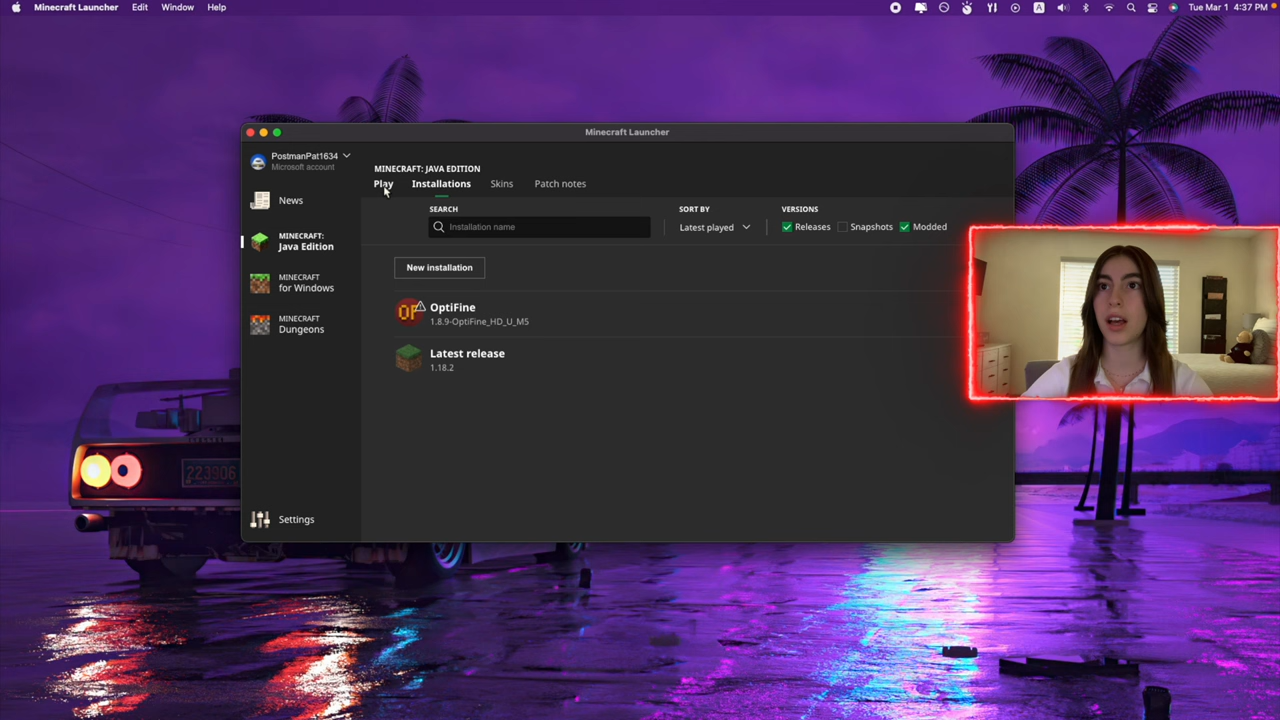 Minecraft Launcher Edit Window Help
A Tue Mar 1 4:37 PM
Minecraft Launcher
PostmanPat1634
Microsoft account
News
MINECRAFT:
Java Edition
MINECRAFT
for Windows
MINECRAFT
Dungeons
Settings
MINECRAFT: JAVA EDITION
Play Installations Skins Patch notes
SEARCH SORT BY VERSIONS
Installation name Latest played Releases Snapshots Modded
New installation
OF
OptiFine
1.8.9-OptiFine_HD_U_M5
Latest release
1.18.2
223906